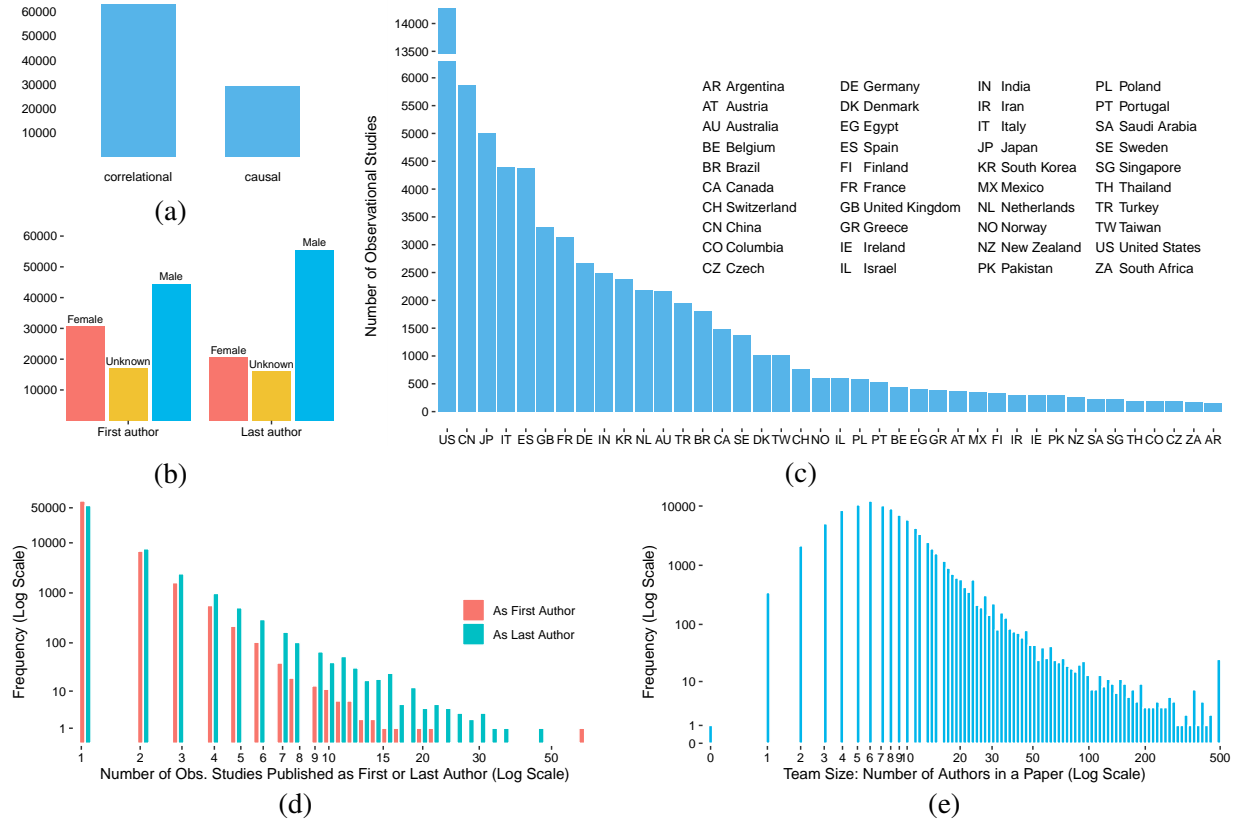 60000
50000
40000
30000
20000
10000
correlational
causal
(a)
60000
50000
40000
30000
20000
10000
Female
Unknown
Male
Female
Unknown
Male
First author
Last author
(b)
Number of Observational Studies
14000
13500
6000
5500
5000
4500
4000
3500
3000
2500
2000
1500
1000
500
0
US CN JP IT ES GB FR DE IN KR NL AU TR BR CA SE DK TW CH NO IL PL PT BE EG GR AT MX FI IR IE PK NZ SA SG TH CO CZ ZA AR
AR Argentina
AT Austria
AU Australia
BE Belgium
BR Brazil
CA Canada
CH Switzerland
CN China
CO Columbia
CZ Czech
DE Germany
DK Denmark
EG Egypt
ES Spain
FI Finland
FR France
GB United Kingdom
GR Greece
IE Ireland
IL Israel
IN India
IR Iran
IT Italy
JP Japan
KR South Korea
MX Mexico
NL Netherlands
NO Norway
NZ New Zealand
PK Pakistan
PL Poland
PT Portugal
SA Saudi Arabia
SE Sweden
SG Singapore
TH Thailand
TR Turkey
TW Taiwan
US United States
ZA South Africa
(c)
Frequency (Log Scale)
50000
10000
1000
100
10
1
As First Author
As Last Author
1 2 3 4 5 6 7 8 9 10 15 20 30 50
Number of Obs. Studies Published as First or Last Author (Log Scale)
(d)
Frequency (Log Scale)
10000
1000
100
10
1
0
0 1 2 3 4 5 6 7 8 9 10 20 50 100 200 500
Team Size: Number of Authors in a Paper (Log Scale)
(e)